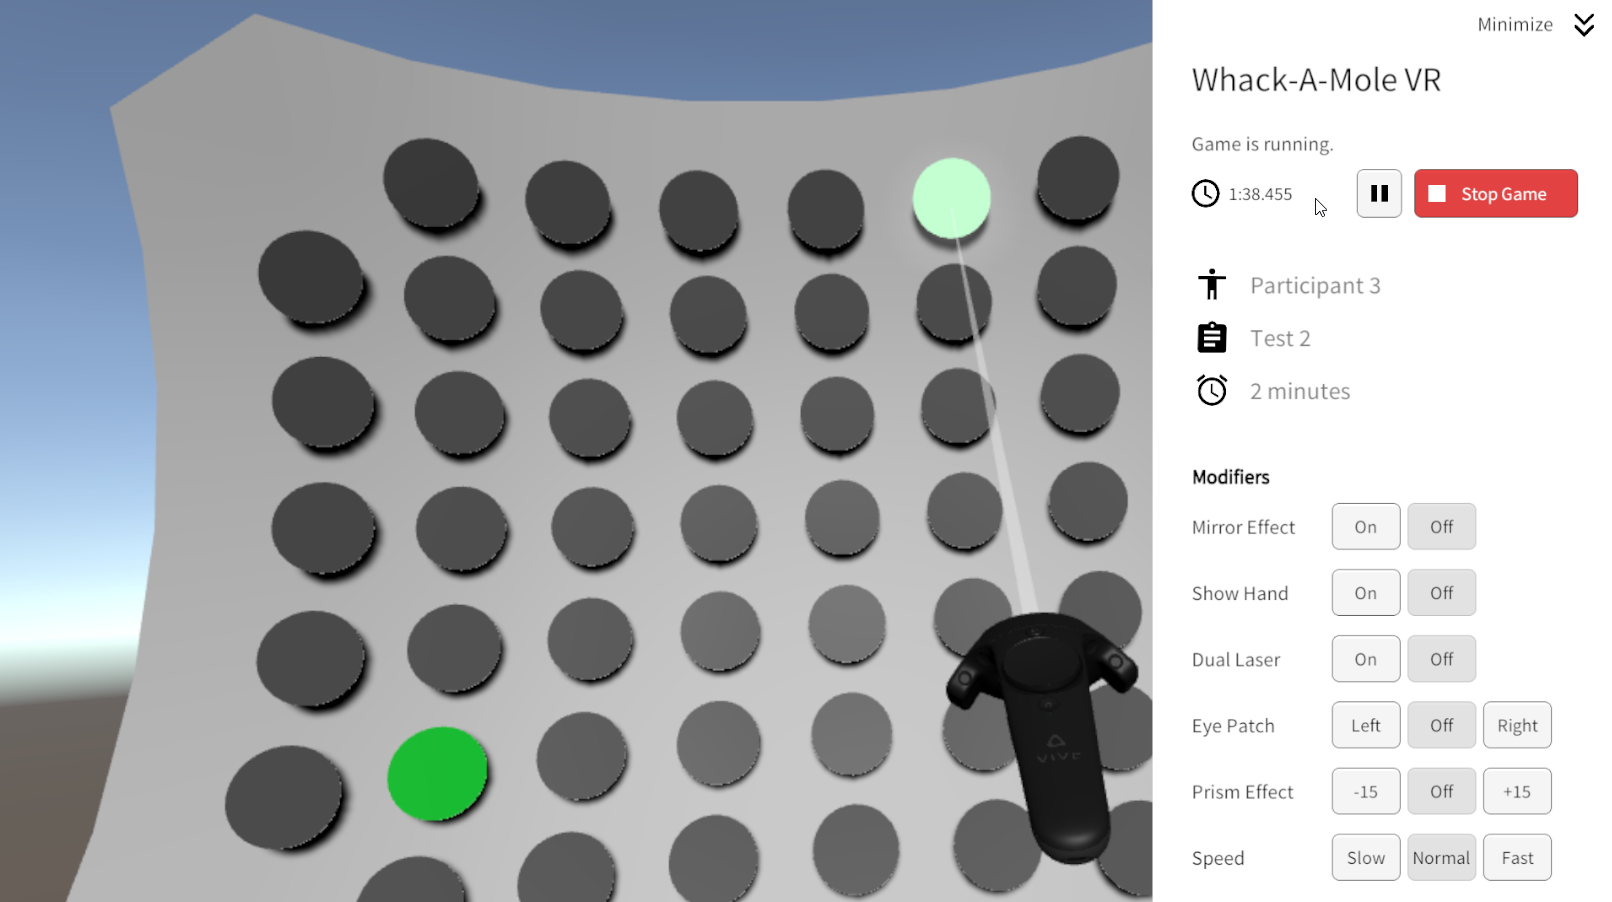 Minimize
Whack-A-Mole VR
Game is running.
1:38.455
Stop Game
Participant 3
Test 2
2 minutes
Modifiers
Mirror Effect On Off
Show Hand On Off
Dual Laser On Off
Eye Patch Left Off Right
Prism Effect -15 Off +15
Speed Slow Normal Fast
VIVE